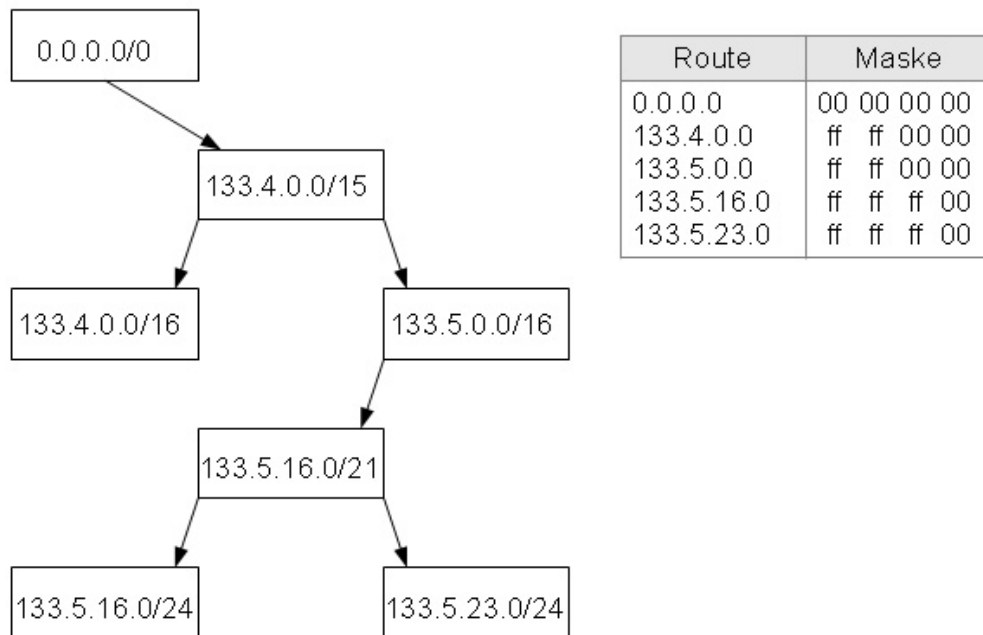 0.0.0.0/0
133.4.0.0/15
133.4.0.0/16
133.5.0.0/16
133.5.16.0/21
133.5.16.0/24
133.5.23.0/24
Route Maske
0.0.0.0 00 00 00 00
133.4.0.0 ff ff 00 00
133.5.0.0 ff ff 00 00
133.5.16.0 ff ff ff 00
133.5.23.0 ff ff ff 00